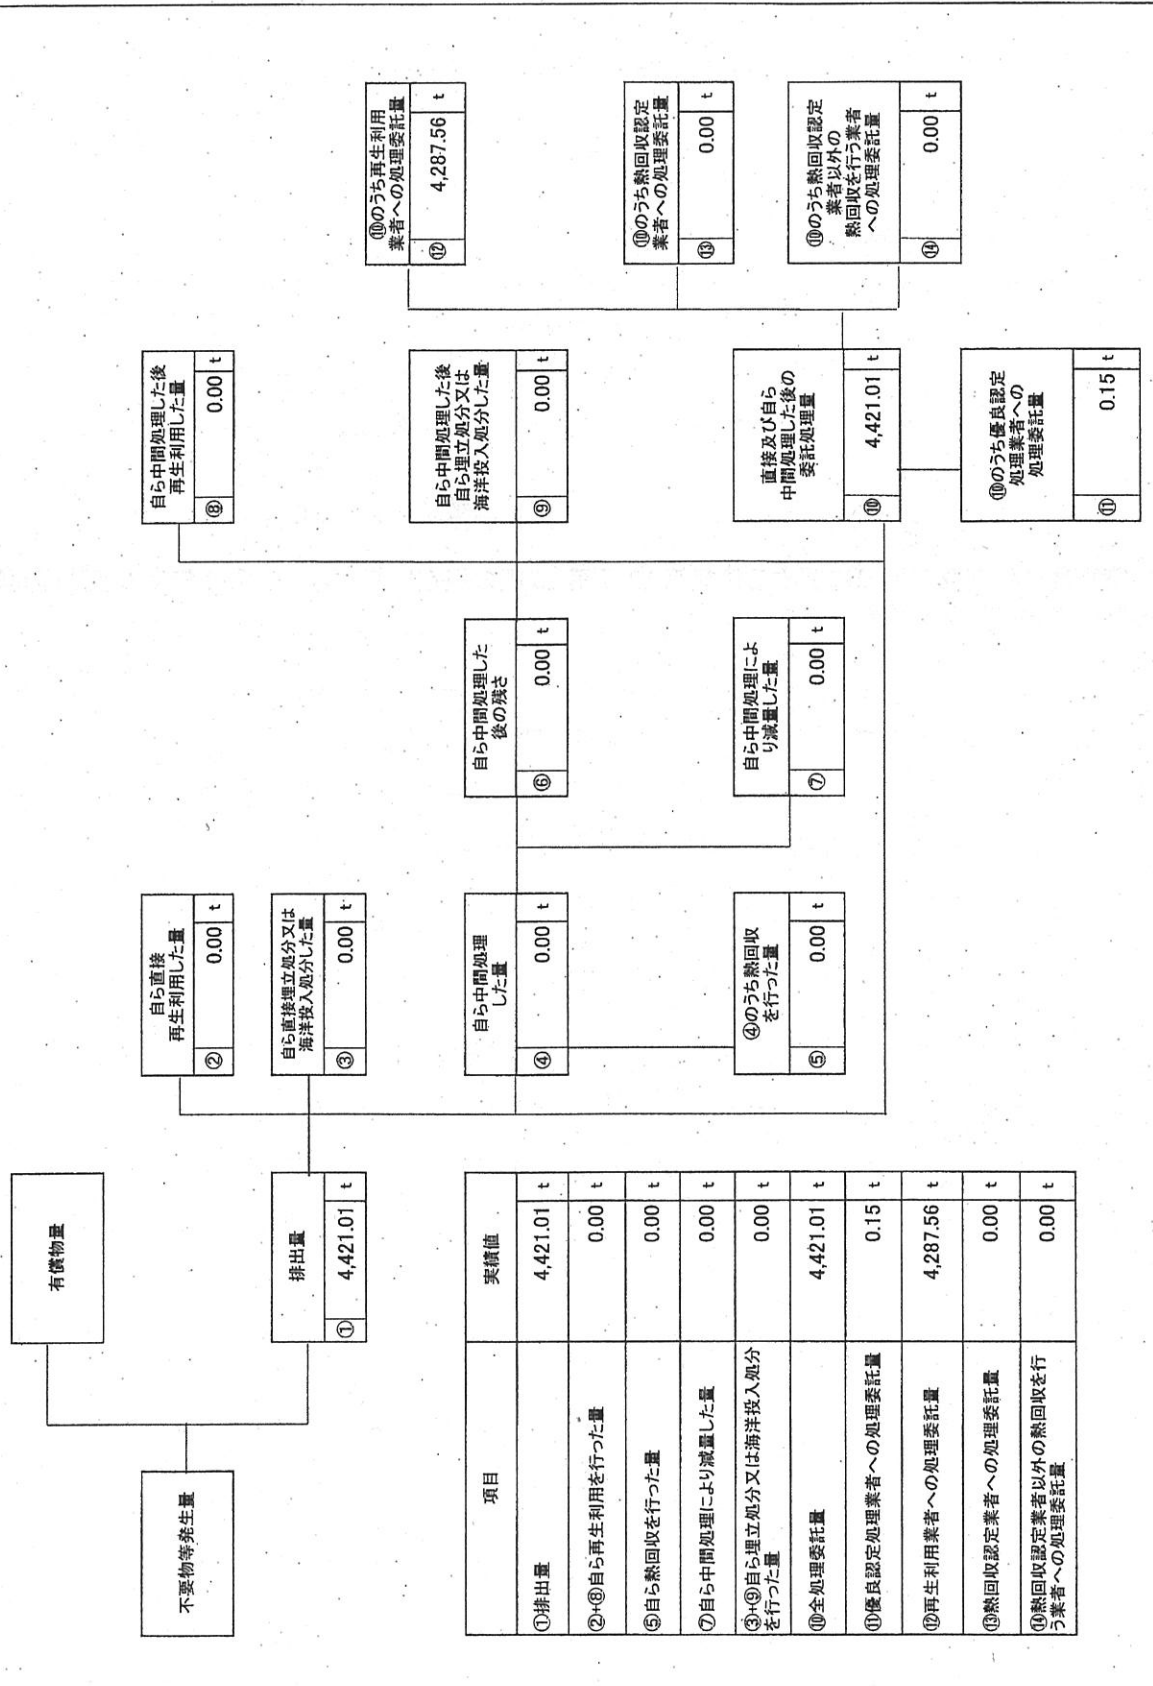 有償物量
不要物等発生量
排出量
① 4,421.01 t
自ら直接
再生利用した量
② 0.00 t
自ら直接埋立処分又は
海洋投入処分した量
③ 0.00 t
自ら中間処理
した量
④ 0.00 t
④のうち熱回収
を行った量
⑤ 0.00 t
自ら中間処理した
後の残さ
⑥ 0.00 t
自ら中間処理によ
り減量した量
⑦ 0.00 t
自ら中間処理した後
再生利用した量
⑧ 0.00 t
自ら中間処理した後
自ら埋立処分又は
海洋投入処分した量
⑨ 0.00 t
直接及び自ら
中間処理した後の
委託処理量
⑩ 4,421.01 t
⑩のうち優良認定
処理業者への
処理委託量
⑪ 0.15 t
⑩のうち再生利用
業者への処理委託量
⑫ 4,287.56 t
⑩のうち熱回収認定
業者への処理委託量
⑬ 0.00 t
⑩のうち熱回収認定
業者以外の
熱回収を行う業者
への処理委託量
⑭ 0.00 t
項目 実績値
①排出量 4,421.01 t
②+⑧自ら再生利用を行った量 0.00 t
⑤自ら熱回収を行った量 0.00 t
⑦自ら中間処理により減量した量 0.00 t
③+⑨自ら埋立処分又は海洋投入処分
を行った量 0.00 t
⑩全処理委託量 4,421.01 t
⑪優良認定処理業者への処理委託量 0.15 t
⑫再生利用業者への処理委託量 4,287.56 t
⑬熱回収認定業者への処理委託量 0.00 t
⑭熱回収認定業者以外の熱回収を行
う業者への処理委託量 0.00 t